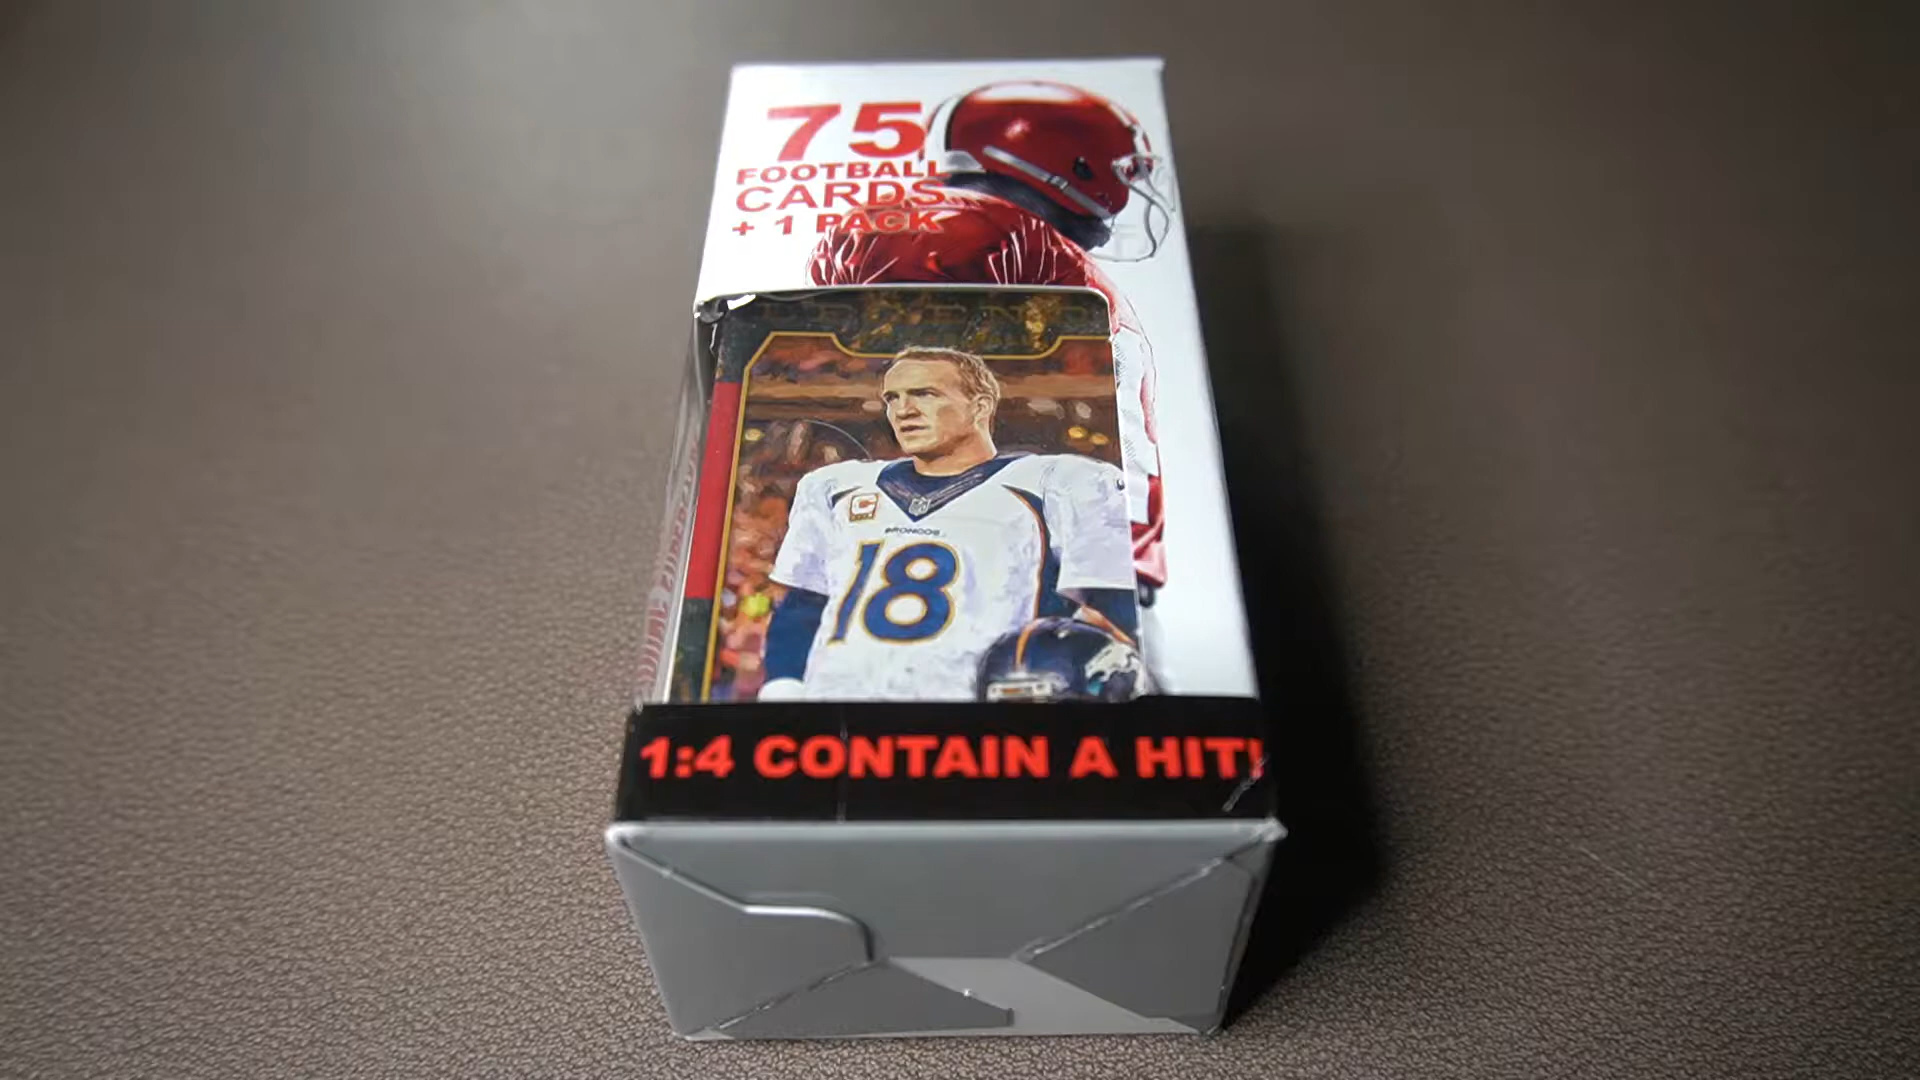 75
FOOTBALL
CARDS
+ 1 PACK
BRONCOS
18
1:4 CONTAIN A HIT!